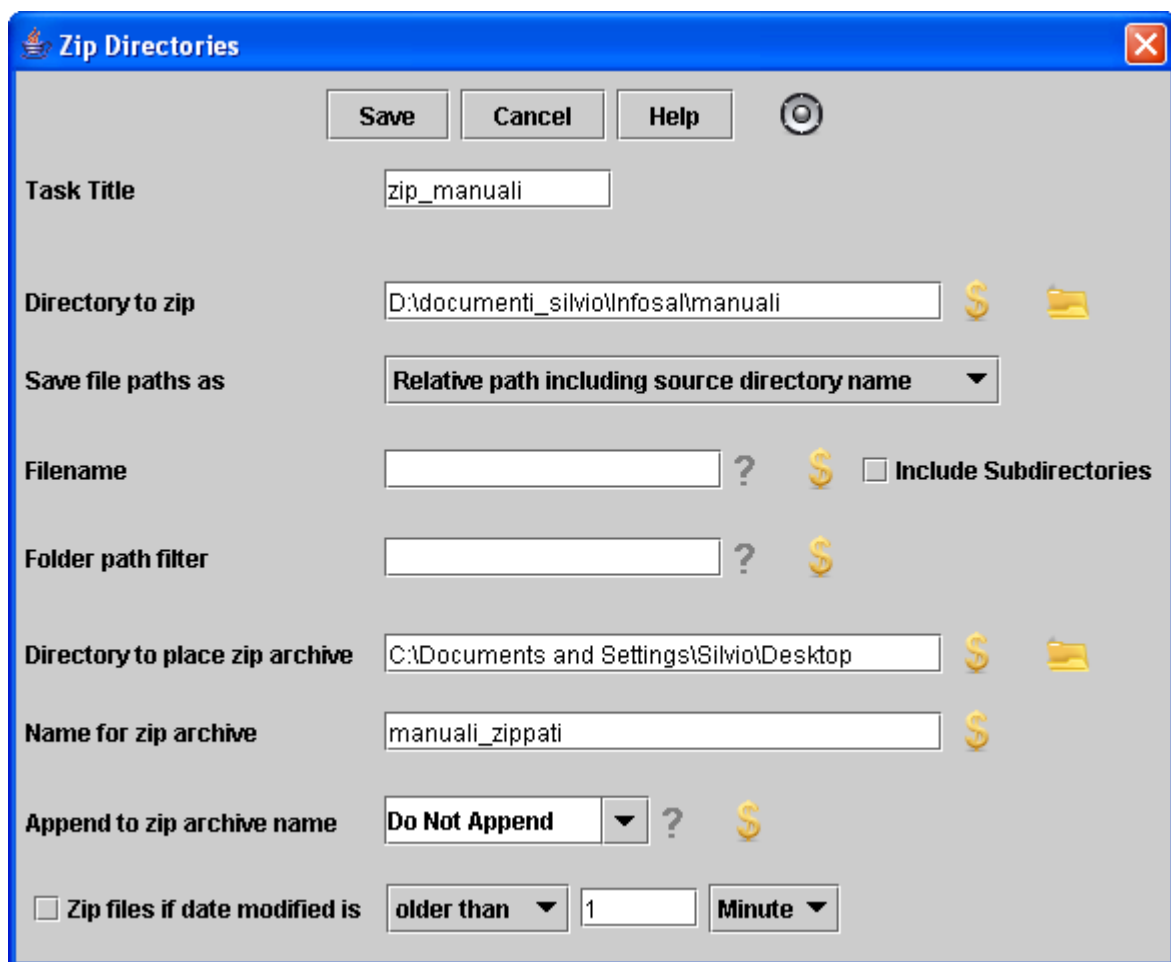 Zip Directories
Save Cancel Help
Task Title zip_manuali
Directory to zip D:\documenti_silvio\Infosal\manuali
Save file paths as Relative path including source directory name
Filename ? Include Subdirectories
Folder path filter ?
Directory to place zip archive C:\Documents and Settings\Silvio\Desktop
Name for zip archive manuali_zippati
Append to zip archive name Do Not Append ?
Zip files if date modified is older than 1 Minute